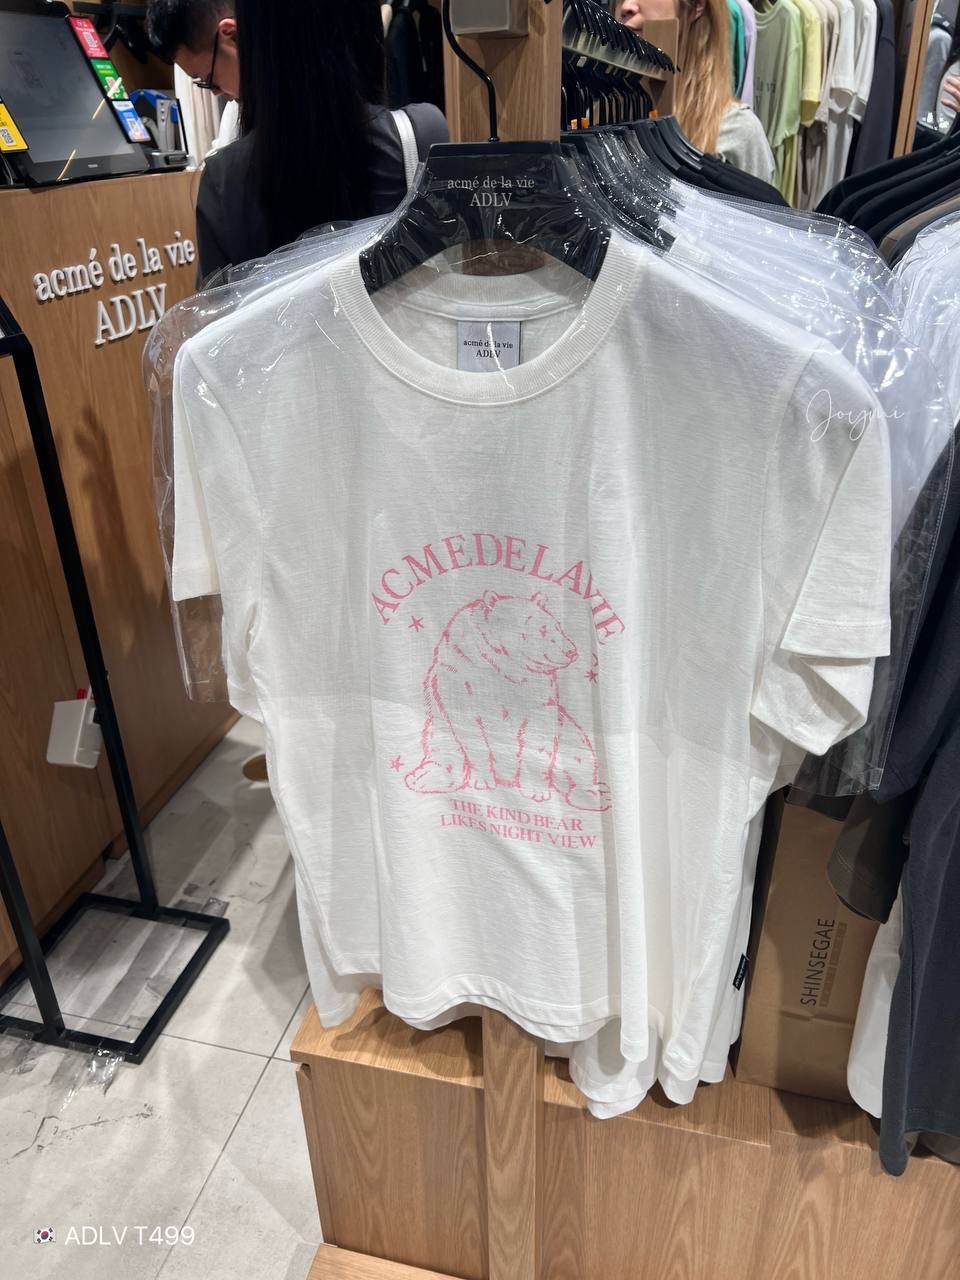 acmé de la vie
ADLV
acmé de la vie
ADLV
acmé de la vie
ADLV
Joymi
ACMEDELAVIE
THE KIND BEAR
LIKES NIGHT VIEW
SHINSEGAE
🇰🇷 ADLV T499